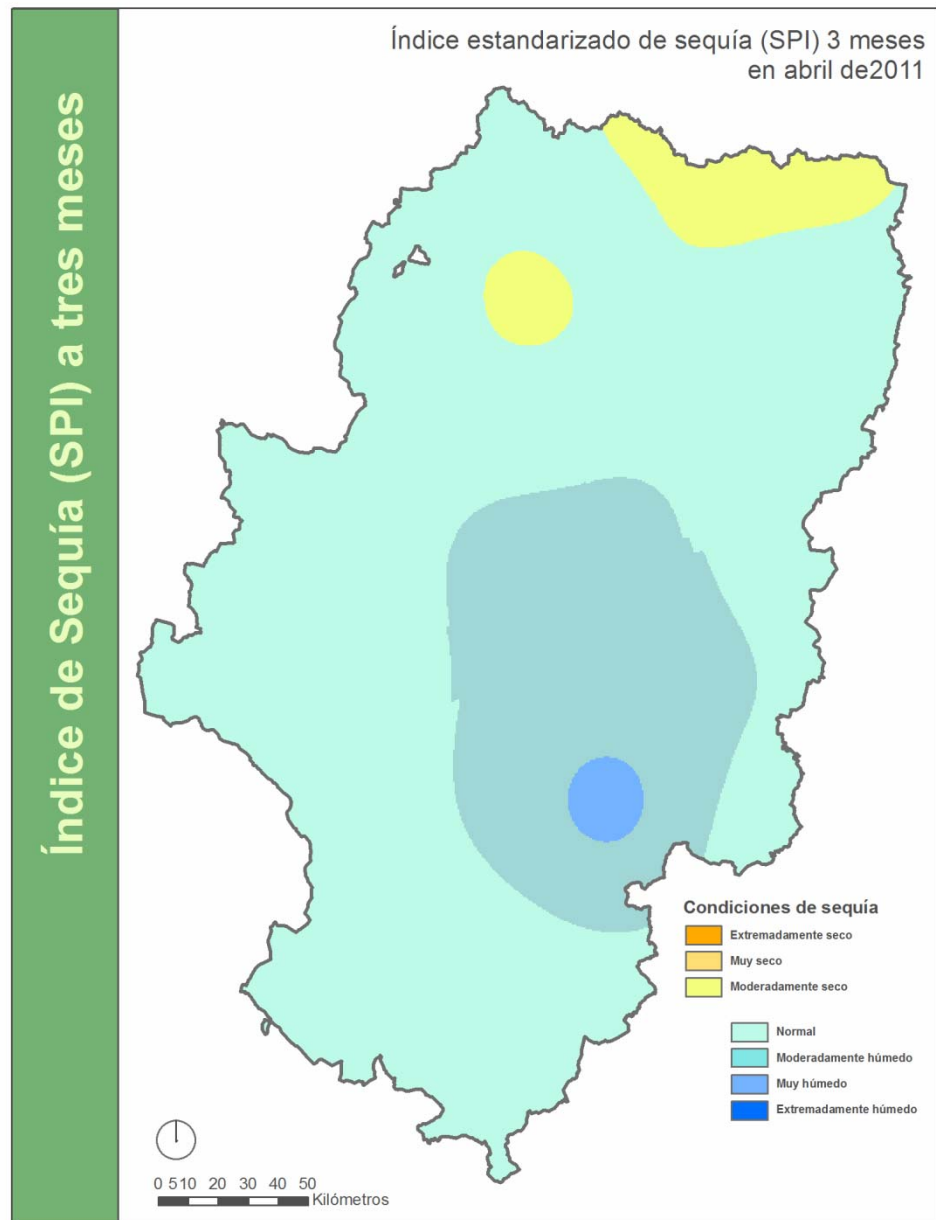 Índice de Sequía (SPI) a tres meses
Índice estandarizado de sequía (SPI) 3 meses
en abril de2011
Condiciones de sequía
Extremadamente seco
Muy seco
Moderadamente seco
Normal
Moderadamente húmedo
Muy húmedo
Extremadamente húmedo
0 5 10 20 30 40 50
Kilómetros